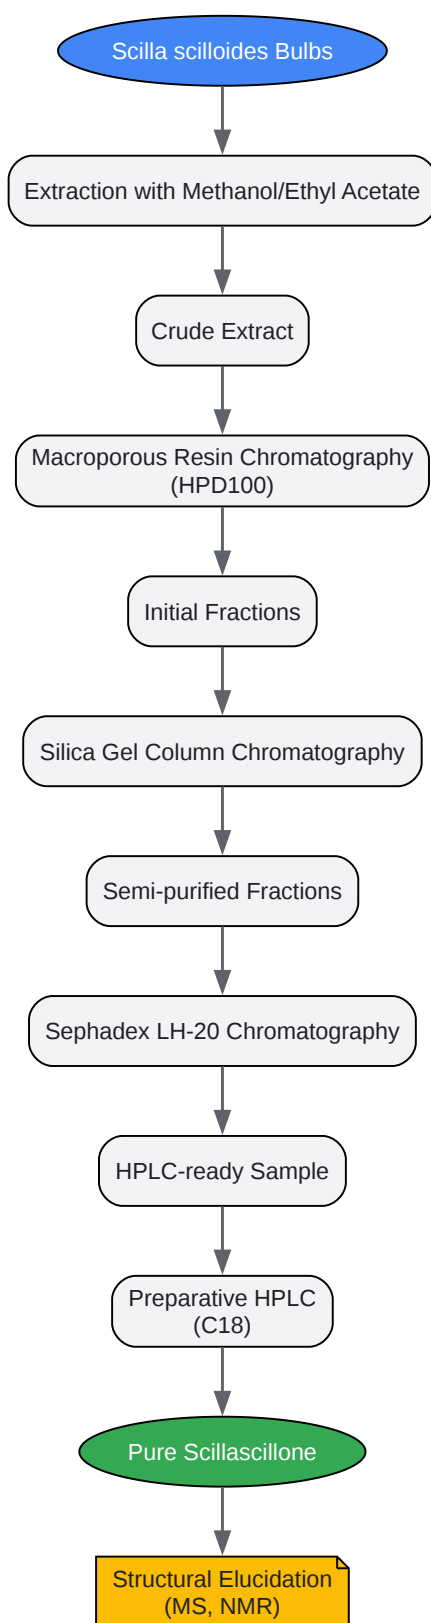 Scilla scilloides Bulbs
Extraction with Methanol/Ethyl Acetate
Crude Extract
Macroporous Resin Chromatography
(HPD100)
Initial Fractions
Silica Gel Column Chromatography
Semi-purified Fractions
Sephadex LH-20 Chromatography
HPLC-ready Sample
Preparative HPLC
(C18)
Pure Scillascillone
Structural Elucidation
(MS, NMR)